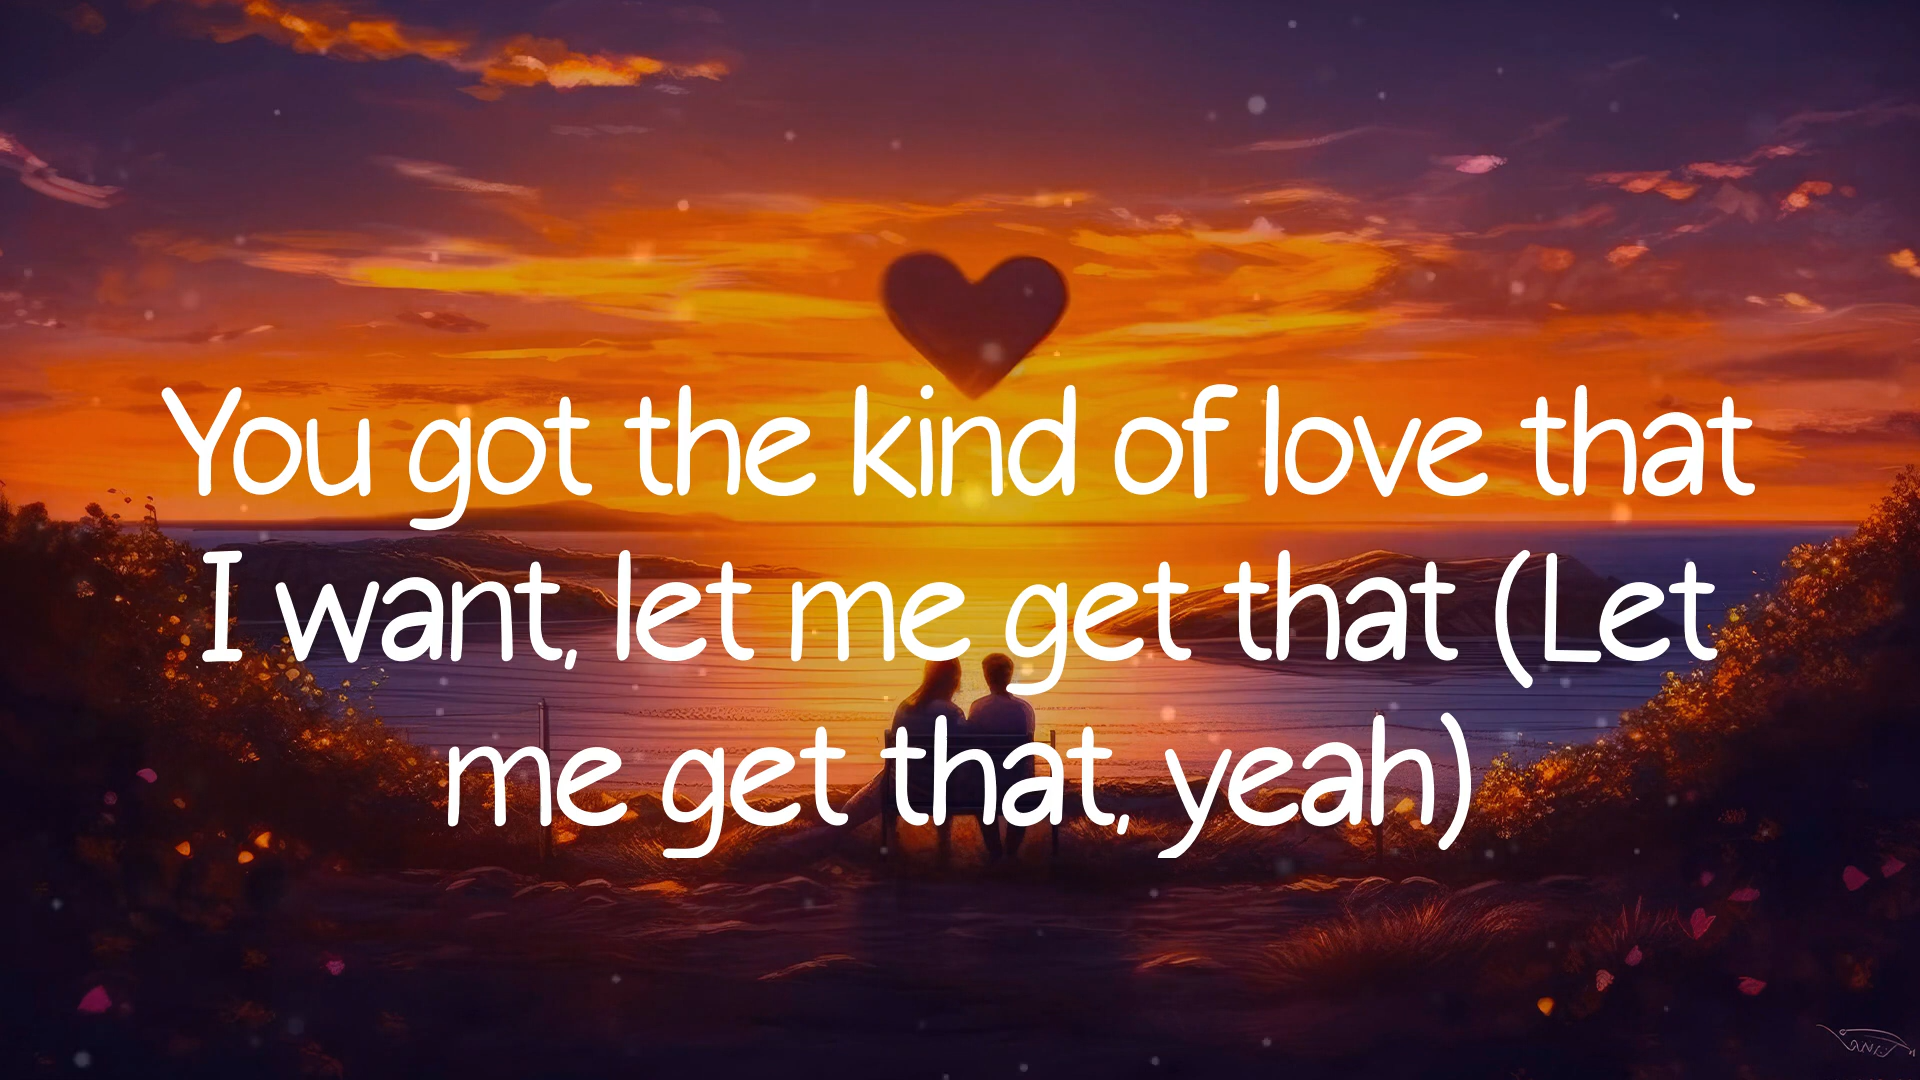 You got the kind of love that
I want, let me get that (Let
me get that, yeah)